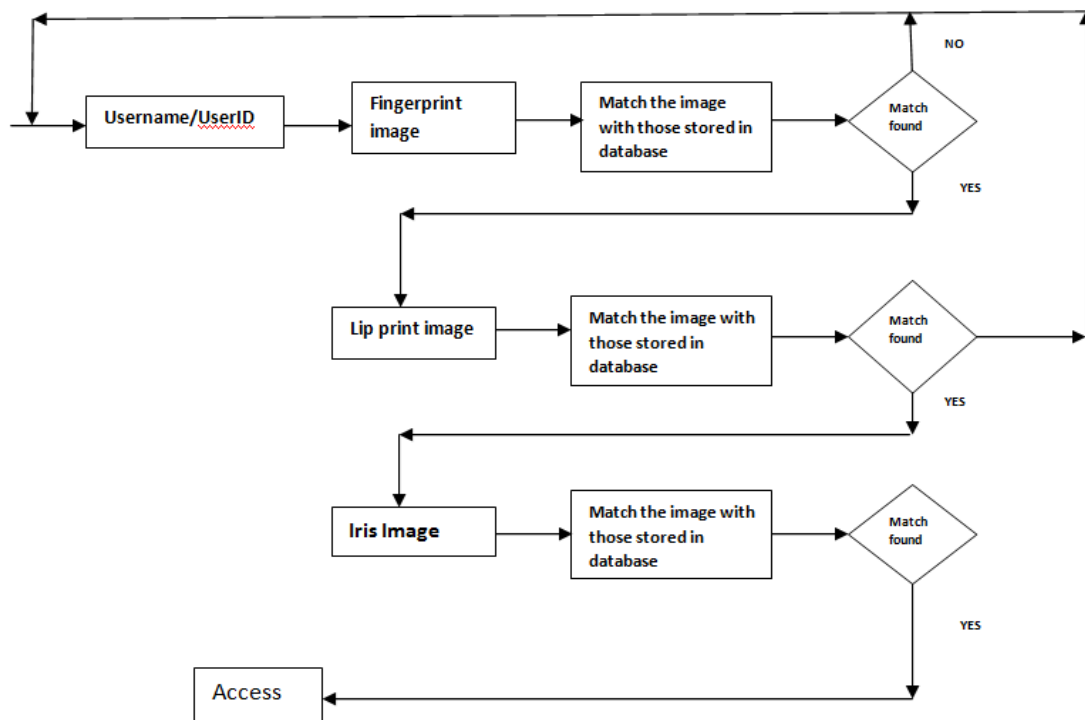 NO
Username/UserID
Fingerprint
image
Match the image
with those stored in
database
Match
found
YES
Lip print image
Match the image with
those stored in
database
Match
found
YES
Iris Image
Match the image with
those stored in
database
Match
found
YES
Access